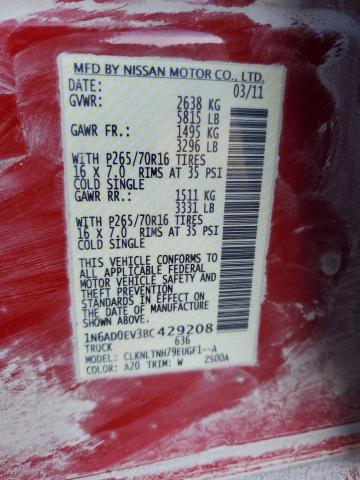 MFD BY NISSAN MOTOR CO., LTD.
DATE: 03/11
GVWR: 2638 KG
5815 LB
GAWR FR.: 1495 KG
3296 LB
WITH P265/70R16 TIRES
16 x 7.0 RIMS AT 35 PSI
COLD SINGLE
GAWR RR.: 1511 KG
3331 LB
WITH P265/70R16 TIRES
16 x 7.0 RIMS AT 35 PSI
COLD SINGLE
THIS VEHICLE CONFORMS TO
ALL APPLICABLE FEDERAL
MOTOR VEHICLE SAFETY AND
THEFT PREVENTION
STANDARDS IN EFFECT ON
THE DATE OF MANUFACTURE
SHOWN ABOVE.
1N6AD0EV3BC429208
TRUCK 636
MODEL: CLKNLTNH79EUGF1--A
COLOR: A20 TRIM: W ZS00A